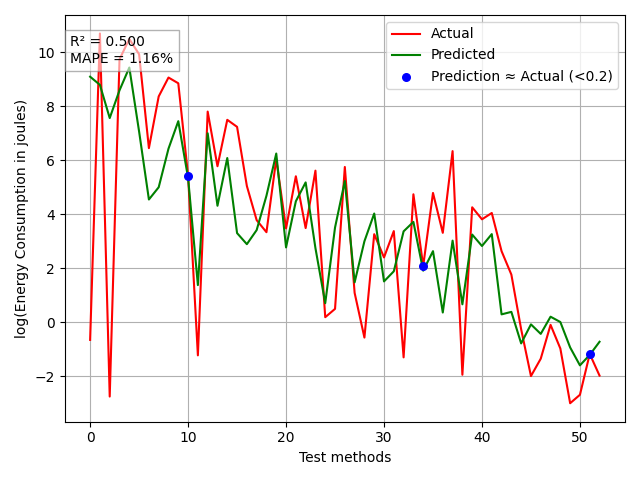 R² = 0.500
MAPE = 1.16%
Actual
Predicted
Prediction ≈ Actual (<0.2)
log(Energy Consumption in joules)
10
8
6
4
2
0
−2
0
10
20
30
40
50
Test methods